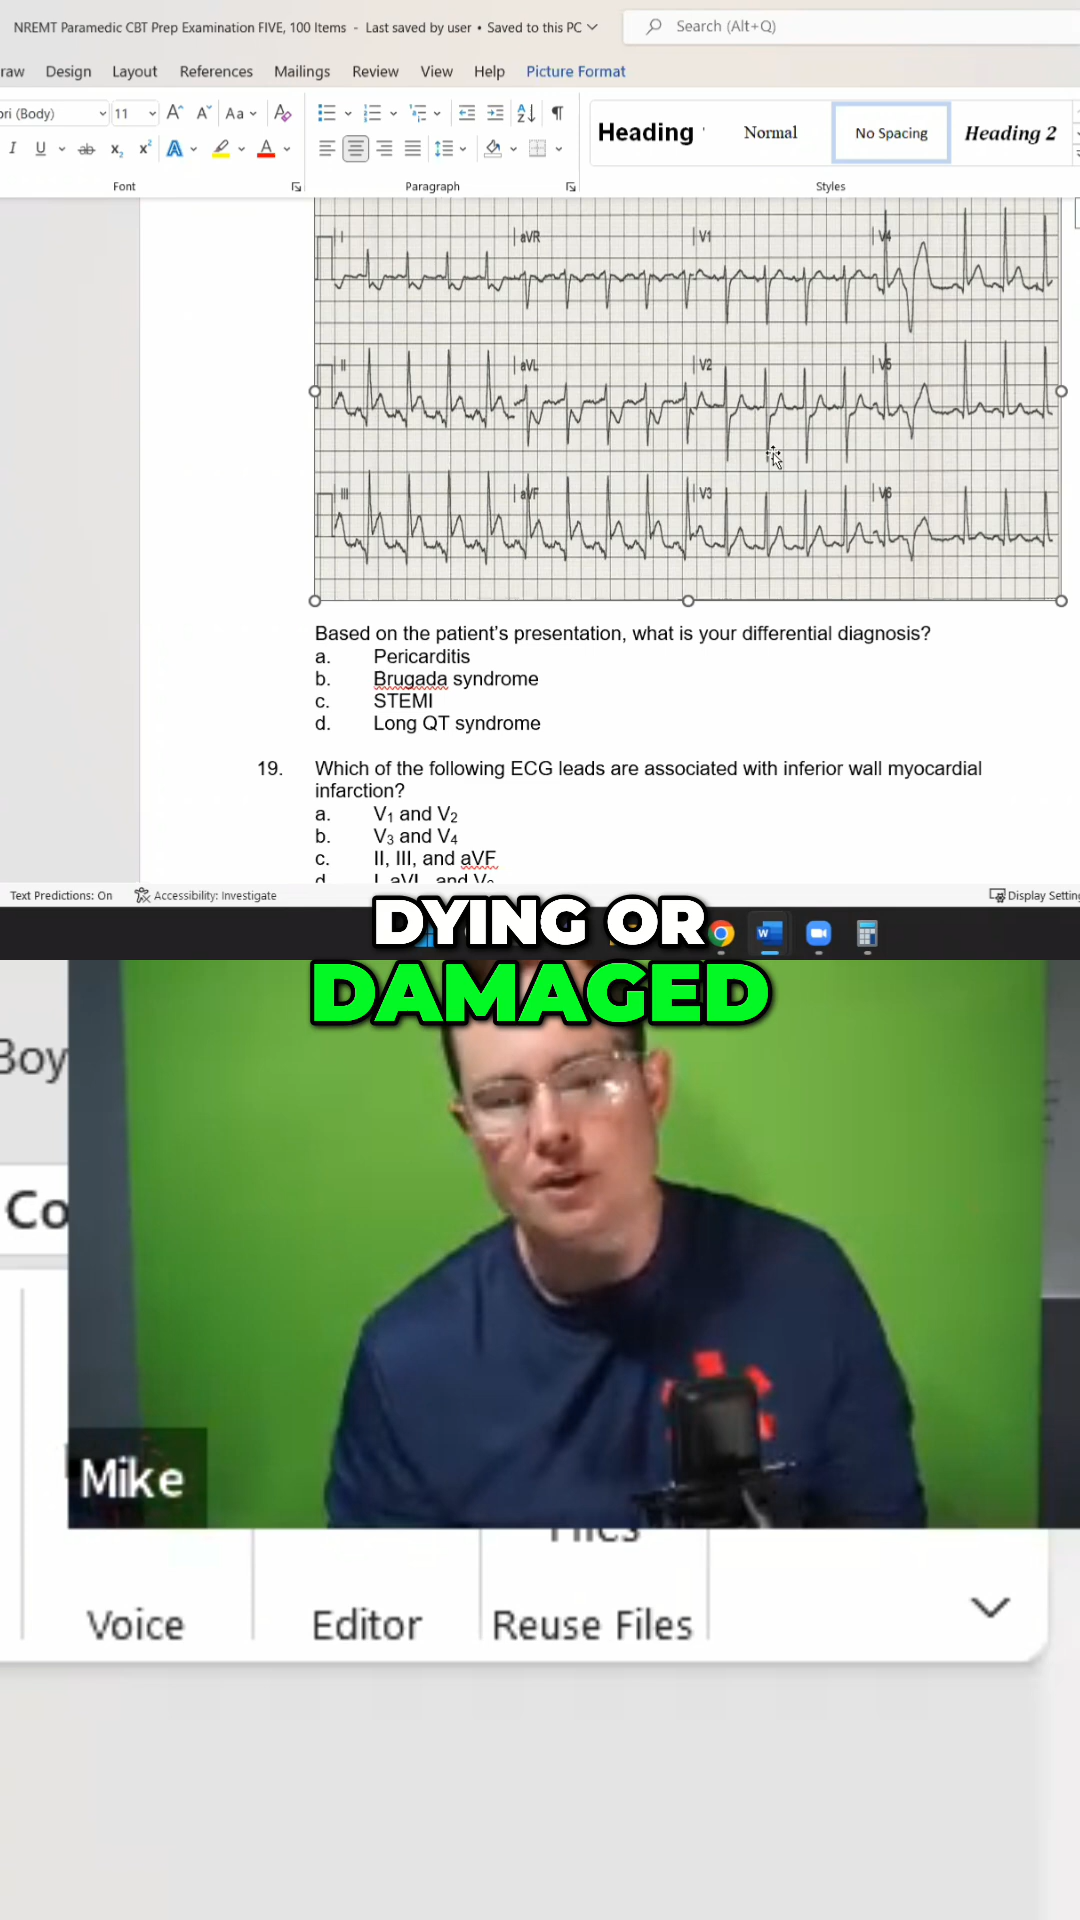 NREMT Paramedic CBT Prep Examination FIVE, 100 Items - Last saved by user • Saved to this PC
Search (Alt+Q)
raw Design Layout References Mailings Review View Help Picture Format
ori (Body) 11 Aa
Heading Normal No Spacing Heading 2
Font Paragraph Styles
I aVR V1 V4
II aVL V2 V5
III aVF V3 V6
Based on the patient's presentation, what is your differential diagnosis?
a. Pericarditis
b. Brugada syndrome
c. STEMI
d. Long QT syndrome
19. Which of the following ECG leads are associated with inferior wall myocardial
infarction?
a. V1 and V2
b. V3 and V4
c. II, III, and aVF
d. I, aVL, and V
Text Predictions: On Accessibility: Investigate Display Settin
DYING OR
DAMAGED
Boy
Co
Mike
Files
Voice Editor Reuse Files